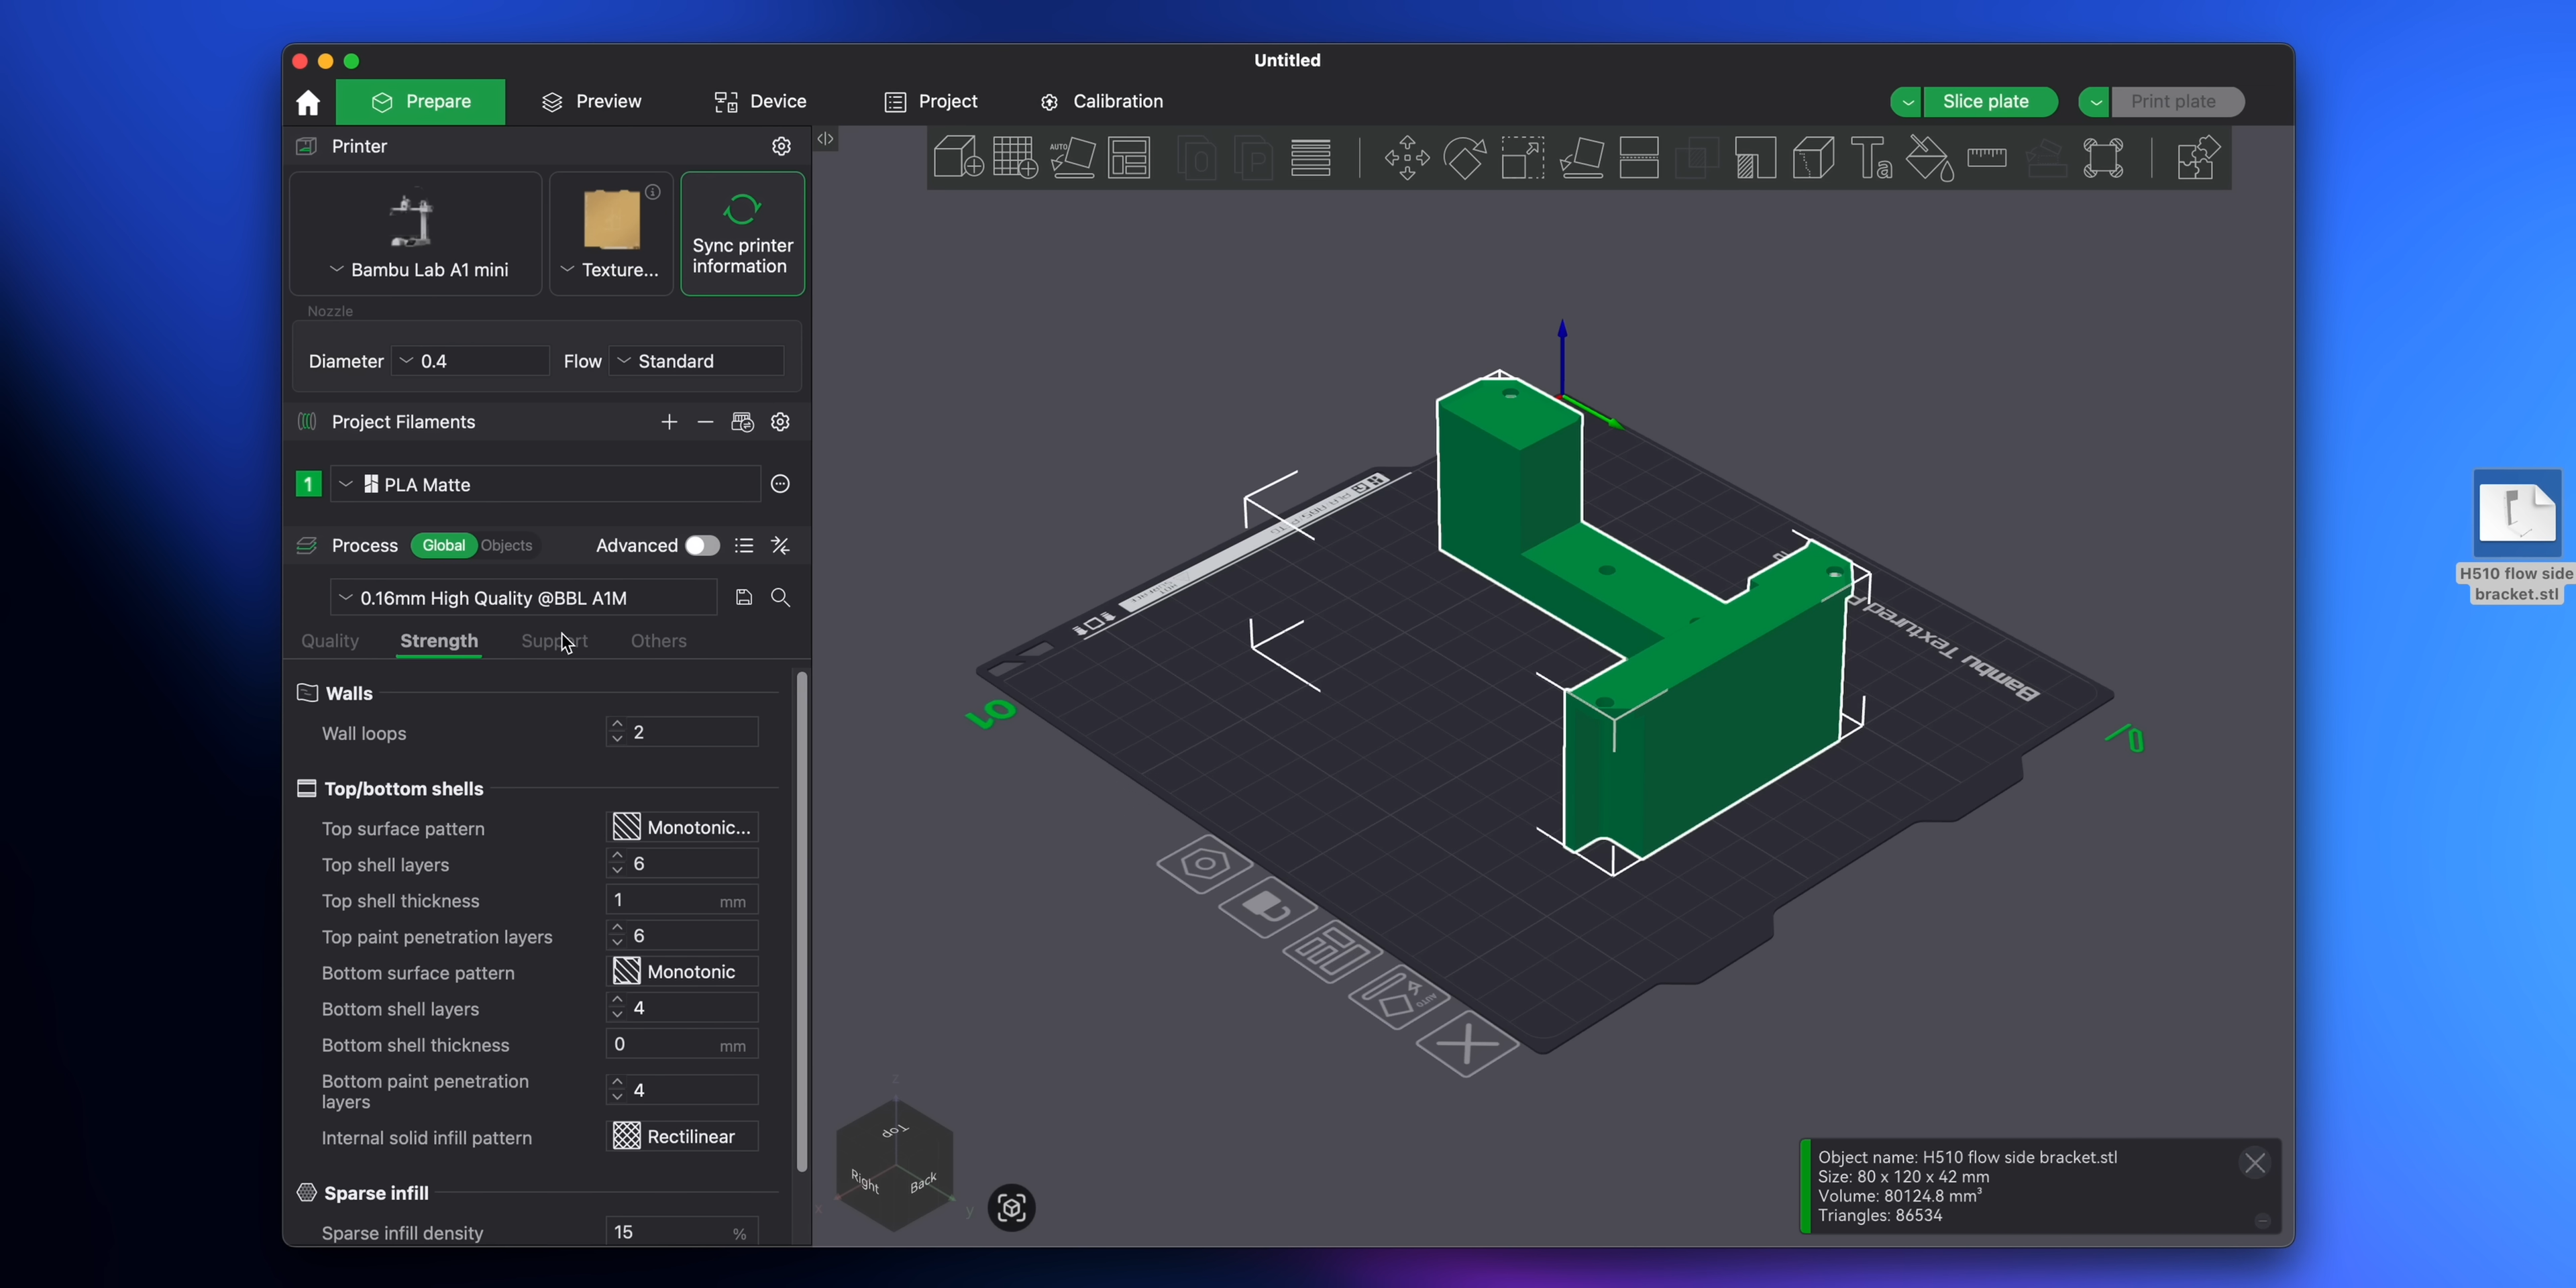 Untitled
Prepare
Preview
Device
Project
Calibration
Slice plate
Print plate
Printer
Bambu Lab A1 mini
Texture...
Sync printer
information
Nozzle
Diameter
0.4
Flow
Standard
Project Filaments
1
PLA Matte
Process
Global
Objects
Advanced
0.16mm High Quality @BBL A1M
Quality
Strength
Support
Others
Walls
Wall loops
2
Top/bottom shells
Top surface pattern
Monotonic...
Top shell layers
6
Top shell thickness
1 mm
Top paint penetration layers
6
Bottom surface pattern
Monotonic
Bottom shell layers
4
Bottom shell thickness
0 mm
Bottom paint penetration
layers
4
Internal solid infill pattern
Rectilinear
Sparse infill
Sparse infill density
15 %
AUTO
O
P
Ta
01
AUTO
z
Top
Right
Back
x
y
Object name: H510 flow side bracket.stl
Size: 80 x 120 x 42 mm
Volume: 80124.8 mm³
Triangles: 86534
H510 flow side
bracket.stl